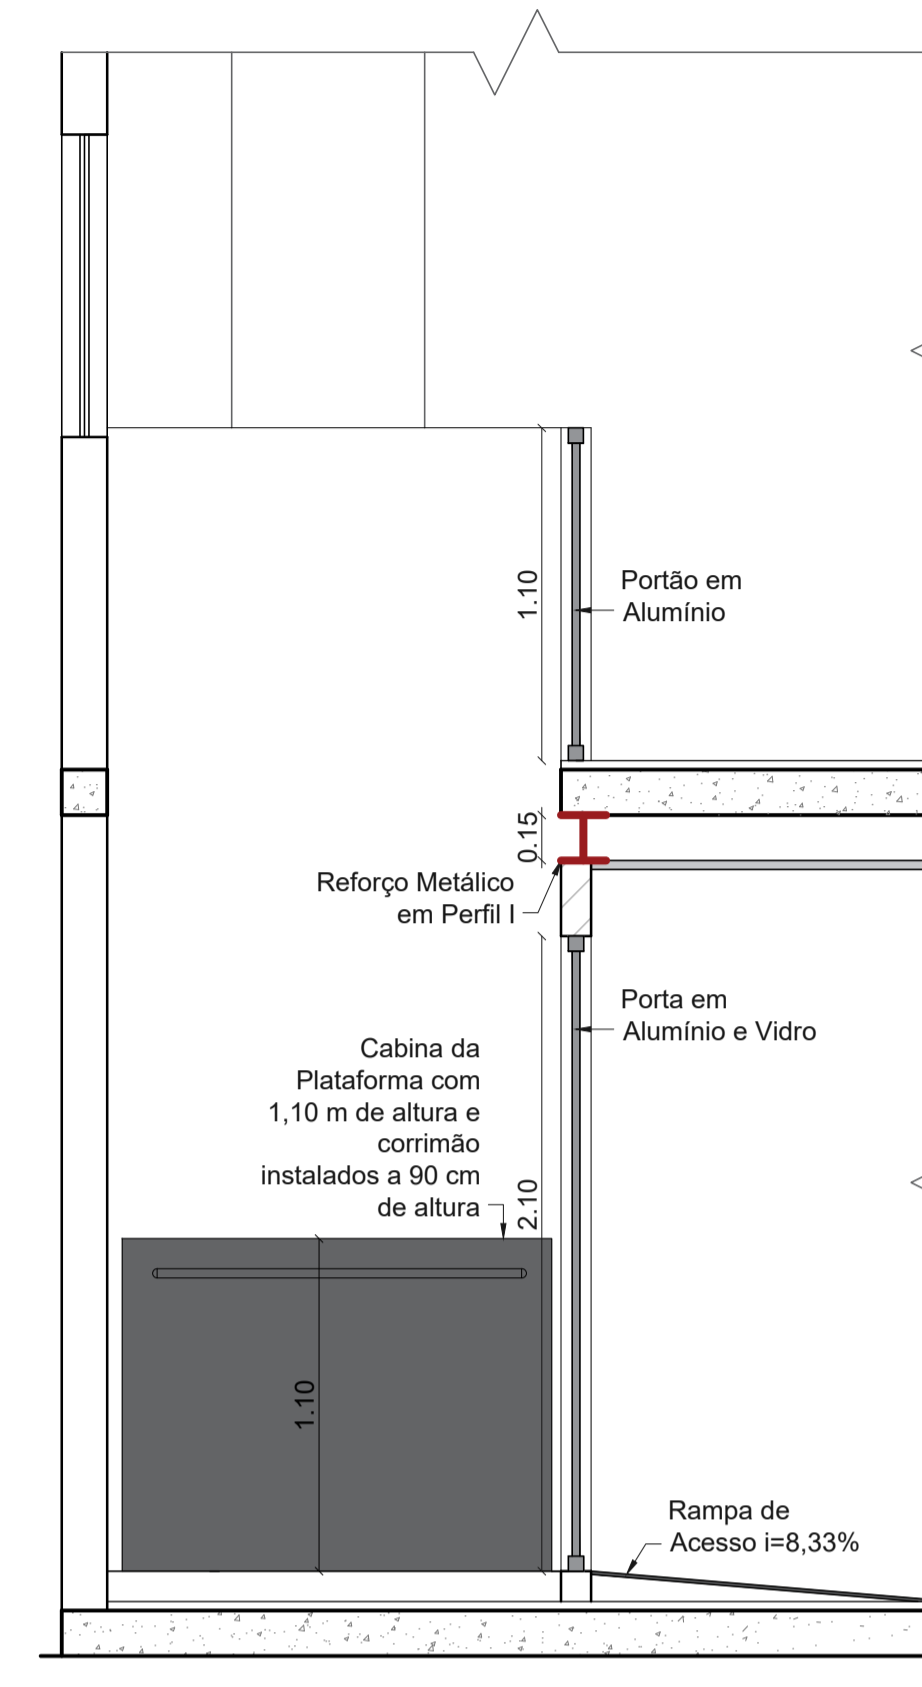 1.10
Portão em
Alumínio
0.15
Reforço Metálico
em Perfil I
Porta em
Alumínio e Vidro
Cabina da
Plataforma com
1,10 m de altura e
corrimão
instalados a 90 cm
de altura
2.10
1.10
Rampa de
Acesso i=8,33%